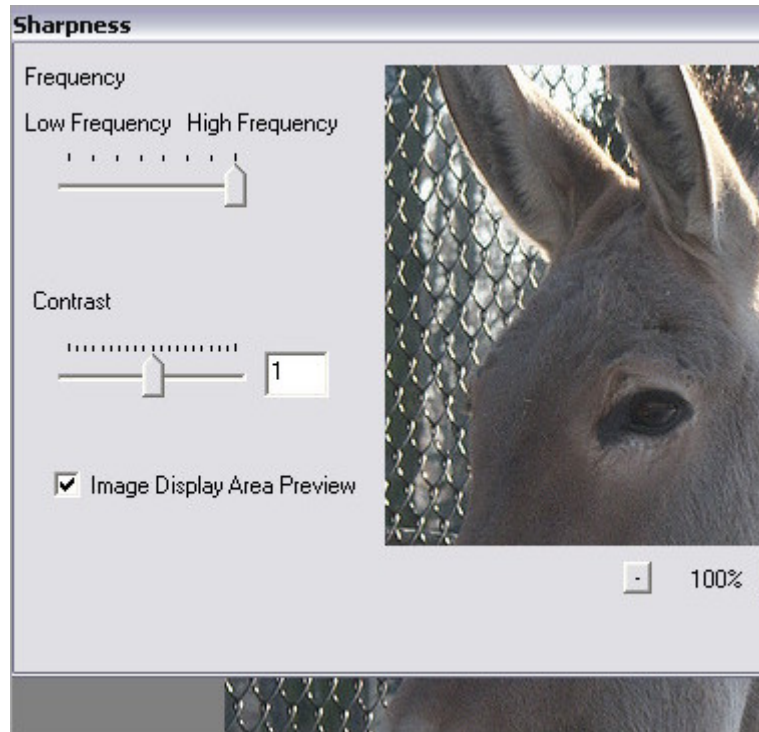 Sharpness
Frequency
Low Frequency High Frequency
Contrast
1
Image Display Area Preview
- 100%